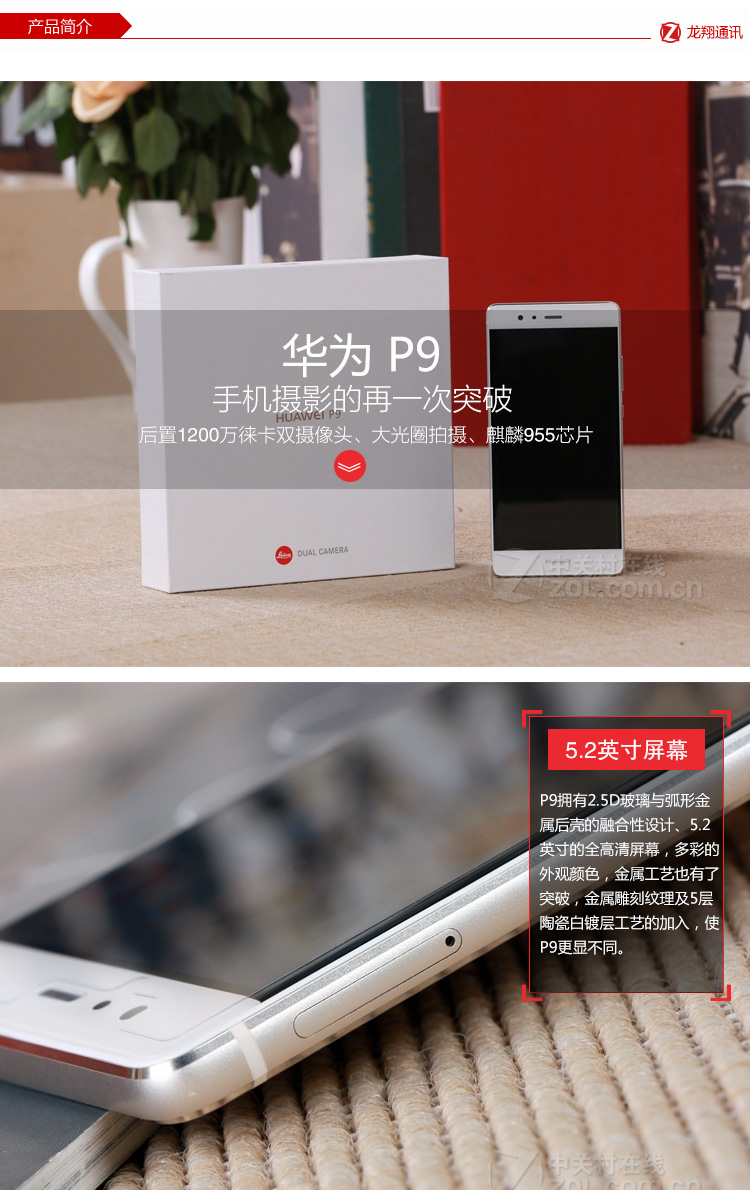 产品简介
龙翔通讯
华为 P9
手机摄影的再一次突破
HUAWEI P9
后置1200万徕卡双摄像头、大光圈拍摄、麒麟955芯片
Leica DUAL CAMERA
中关村在线
zol.com.cn
5.2英寸屏幕
P9拥有2.5D玻璃与弧形金
属后壳的融合性设计、5.2
英寸的全高清屏幕，多彩的
外观颜色，金属工艺也有了
突破，金属雕刻纹理及5层
陶瓷白镀层工艺的加入，使
P9更显不同。
中关村在线
zol.com.cn